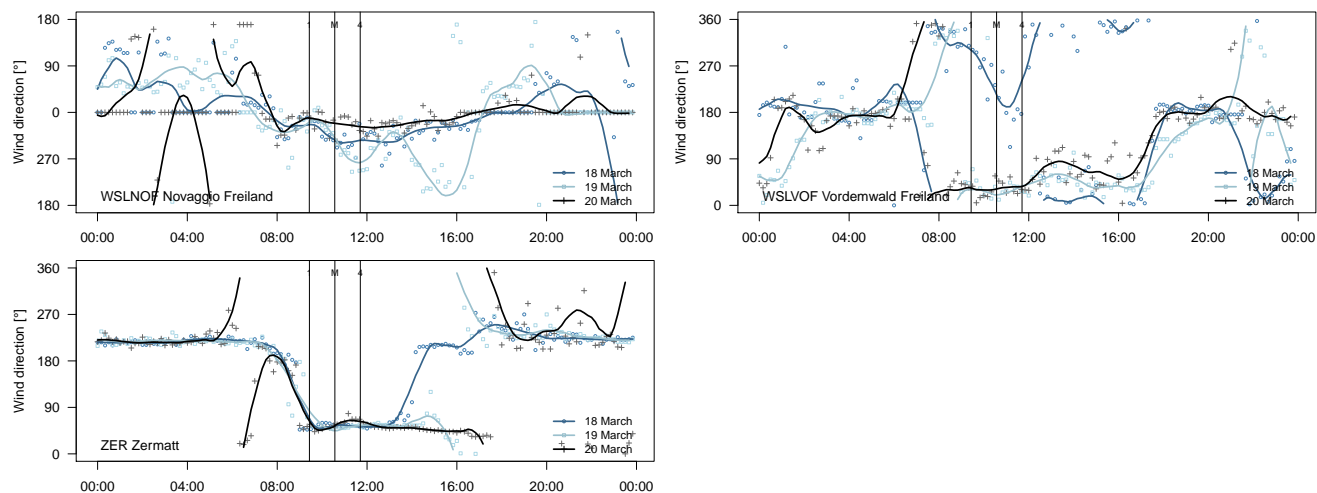 180
90
0
270
180
Wind direction [°]
1 M 4
WSLNOF Novaggio Freiland
18 March
19 March
20 March
00:00 04:00 08:00 12:00 16:00 20:00 00:00
360
270
180
90
0
Wind direction [°]
1 M 4
WSLVOF Vordemwald Freiland
18 March
19 March
20 March
00:00 04:00 08:00 12:00 16:00 20:00 00:00
360
270
180
90
0
Wind direction [°]
1 M 4
ZER Zermatt
18 March
19 March
20 March
00:00 04:00 08:00 12:00 16:00 20:00 00:00